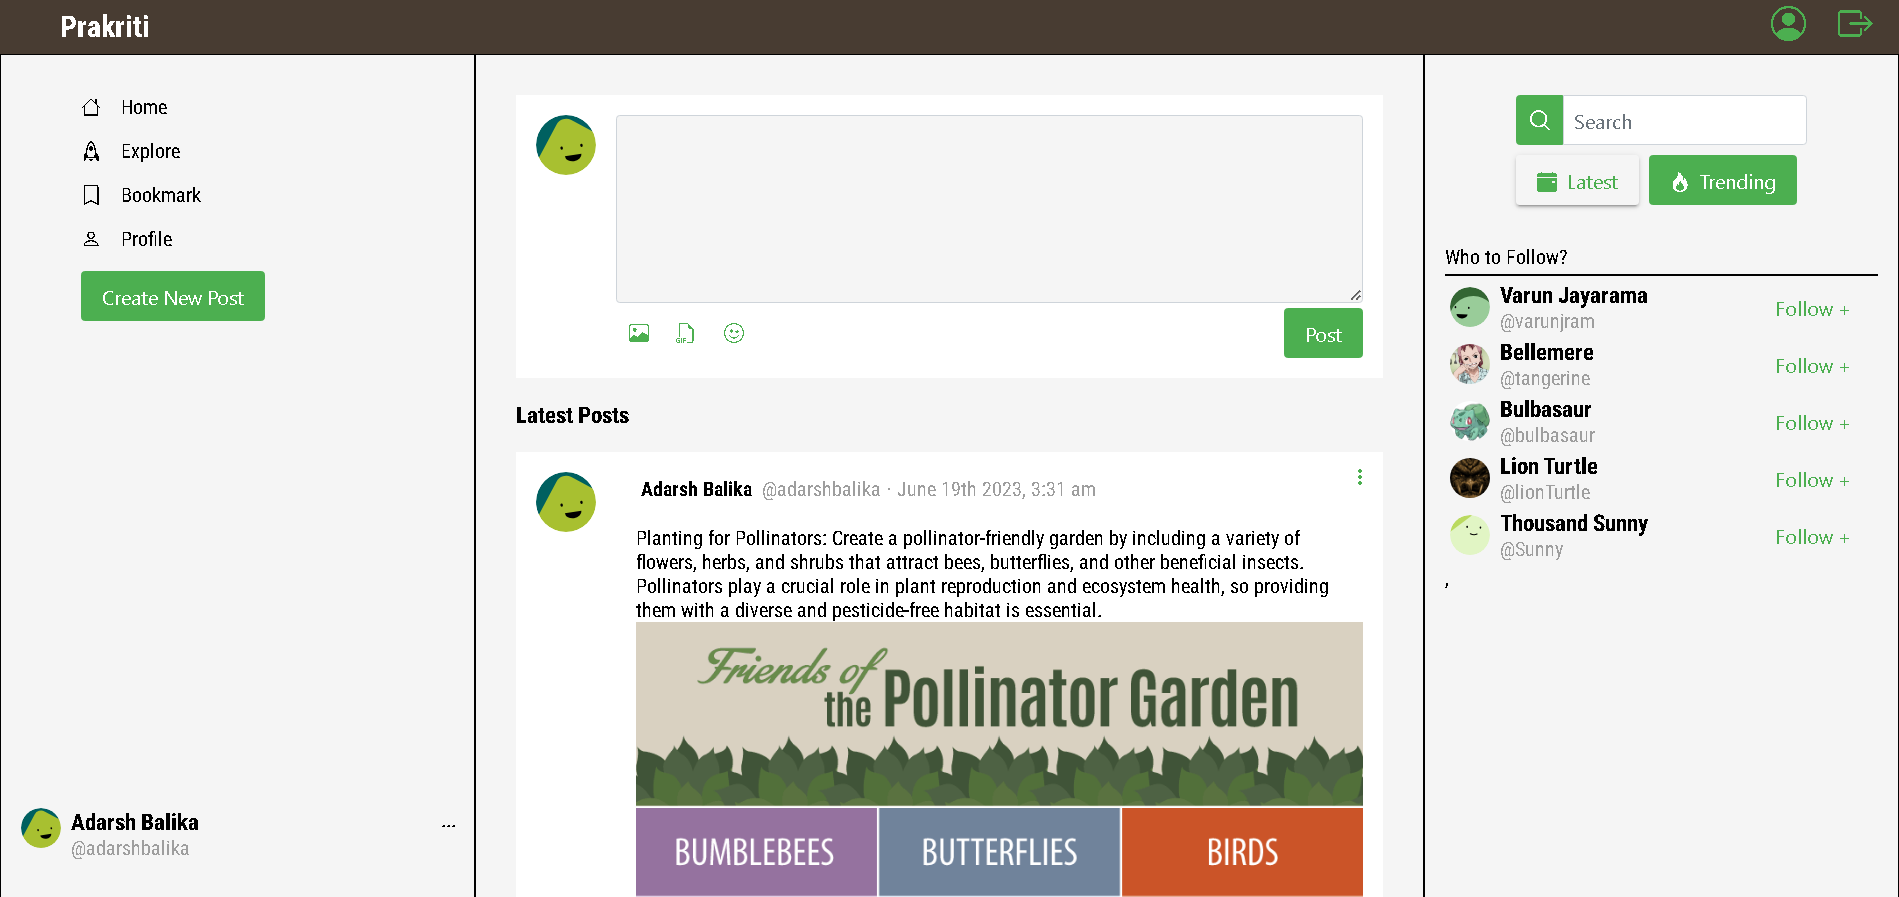 Prakriti
Home
Explore
Bookmark
Profile
Create New Post
Adarsh Balika
@adarshbalika
...
GIF
Post
Latest Posts
Adarsh Balika @adarshbalika · June 19th 2023, 3:31 am
Planting for Pollinators: Create a pollinator-friendly garden by including a variety of
flowers, herbs, and shrubs that attract bees, butterflies, and other beneficial insects.
Pollinators play a crucial role in plant reproduction and ecosystem health, so providing
them with a diverse and pesticide-free habitat is essential.
Friends of
the Pollinator Garden
BUMBLEBEES BUTTERFLIES BIRDS
Search
Latest Trending
Who to Follow?
Varun Jayarama
@varunjram
Follow +
Bellemere
@tangerine
Follow +
Bulbasaur
@bulbasaur
Follow +
Lion Turtle
@lionTurtle
Follow +
Thousand Sunny
@Sunny
Follow +
,